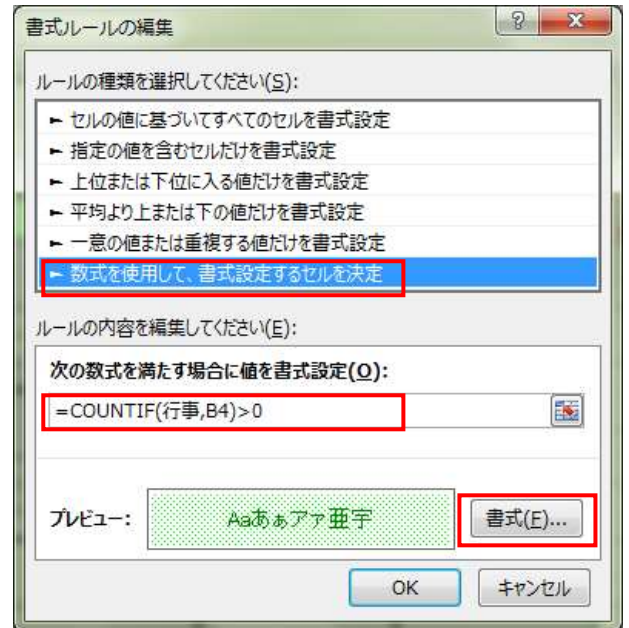 書式ルールの編集
ルールの種類を選択してください(S):
► セルの値に基づいてすべてのセルを書式設定
► 指定の値を含むセルだけを書式設定
► 上位または下位に入る値だけを書式設定
► 平均より上または下の値だけを書式設定
► 一意の値または重複する値だけを書式設定
► 数式を使用して、書式設定するセルを決定
ルールの内容を編集してください(E):
次の数式を満たす場合に値を書式設定(O):
=COUNTIF(行事,B4)>0
プレビュー: Aaあぁアァ亜宇 書式(F)...
OK キャンセル